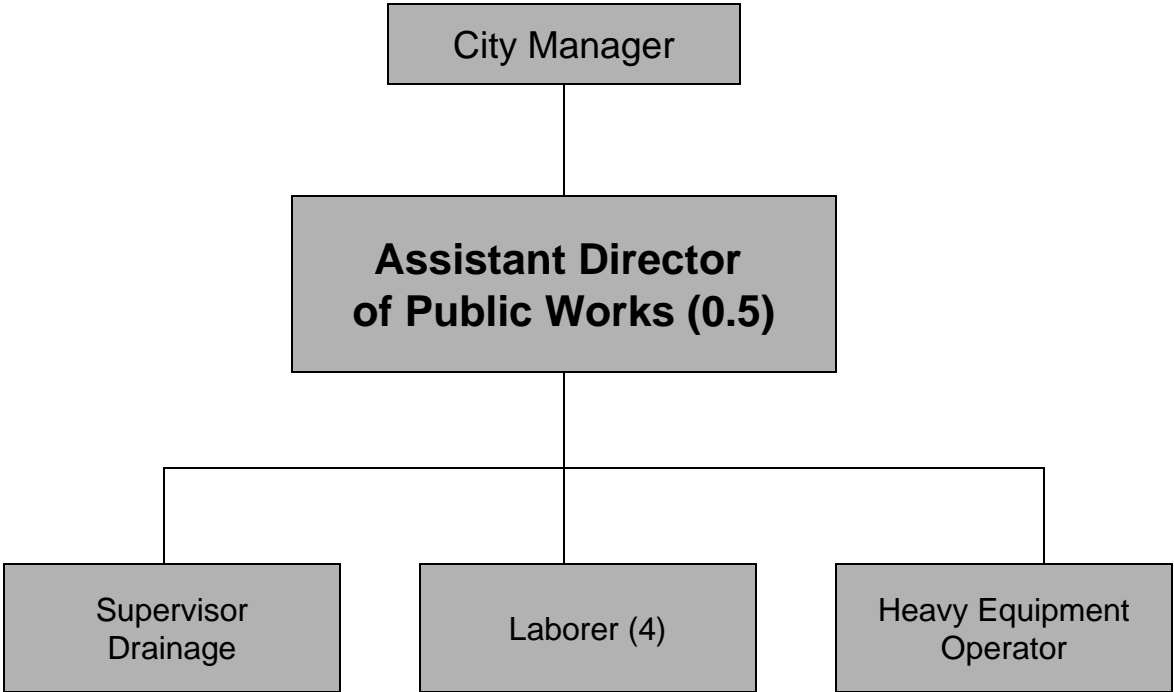 City Manager
Assistant Director
of Public Works (0.5)
Supervisor
Drainage
Laborer (4)
Heavy Equipment
Operator